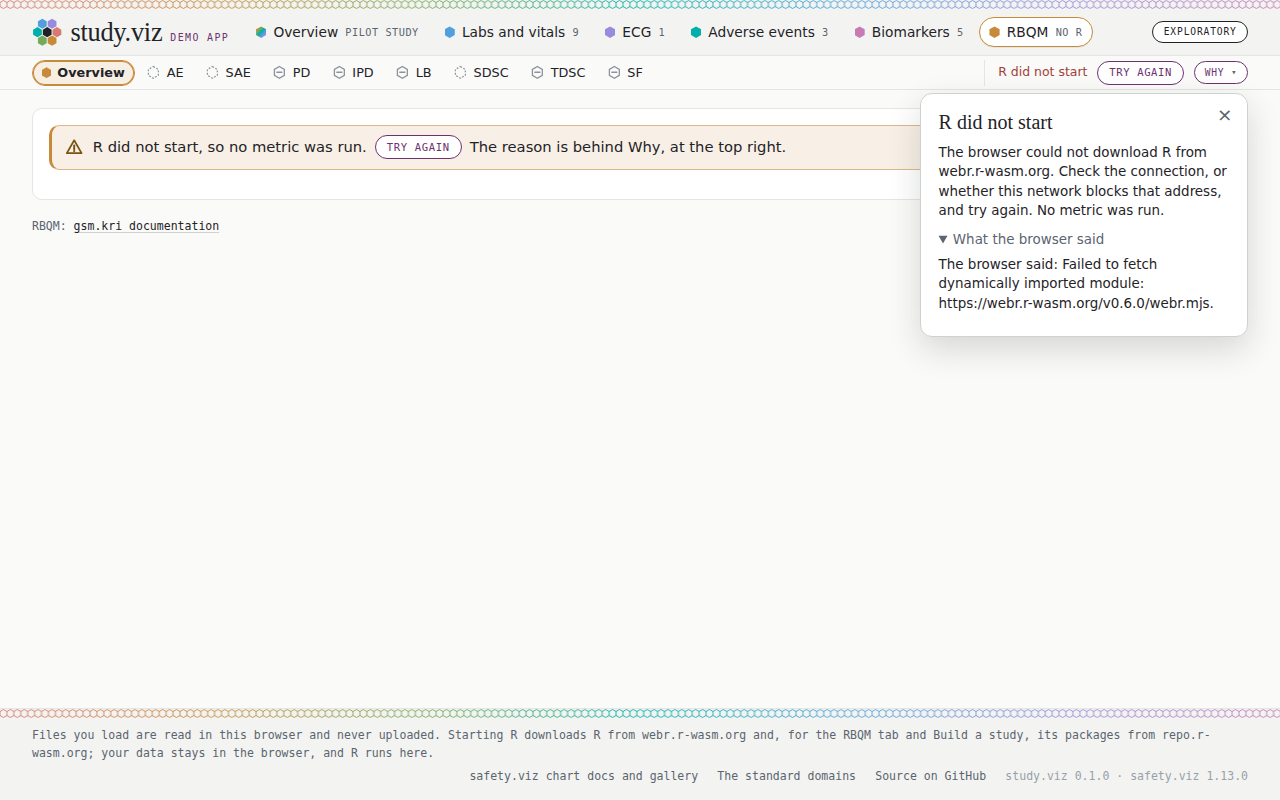 study.viz DEMO APP Overview PILOT STUDY Labs and vitals 9 ECG 1 Adverse events 3 Biomarkers 5 RBQM NO R EXPLORATORY
Overview AE SAE PD IPD LB SDSC TDSC SF R did not start TRY AGAIN WHY ▾
R did not start, so no metric was run. TRY AGAIN The reason is behind Why, at the top right.
RBQM: gsm.kri documentation
R did not start ✕
The browser could not download R from
webr.r-wasm.org. Check the connection, or
whether this network blocks that address,
and try again. No metric was run.
▼ What the browser said
The browser said: Failed to fetch
dynamically imported module:
https://webr.r-wasm.org/v0.6.0/webr.mjs.
Files you load are read in this browser and never uploaded. Starting R downloads R from webr.r-wasm.org and, for the RBQM tab and Build a study, its packages from repo.r-
wasm.org; your data stays in the browser, and R runs here.
safety.viz chart docs and gallery The standard domains Source on GitHub study.viz 0.1.0 · safety.viz 1.13.0